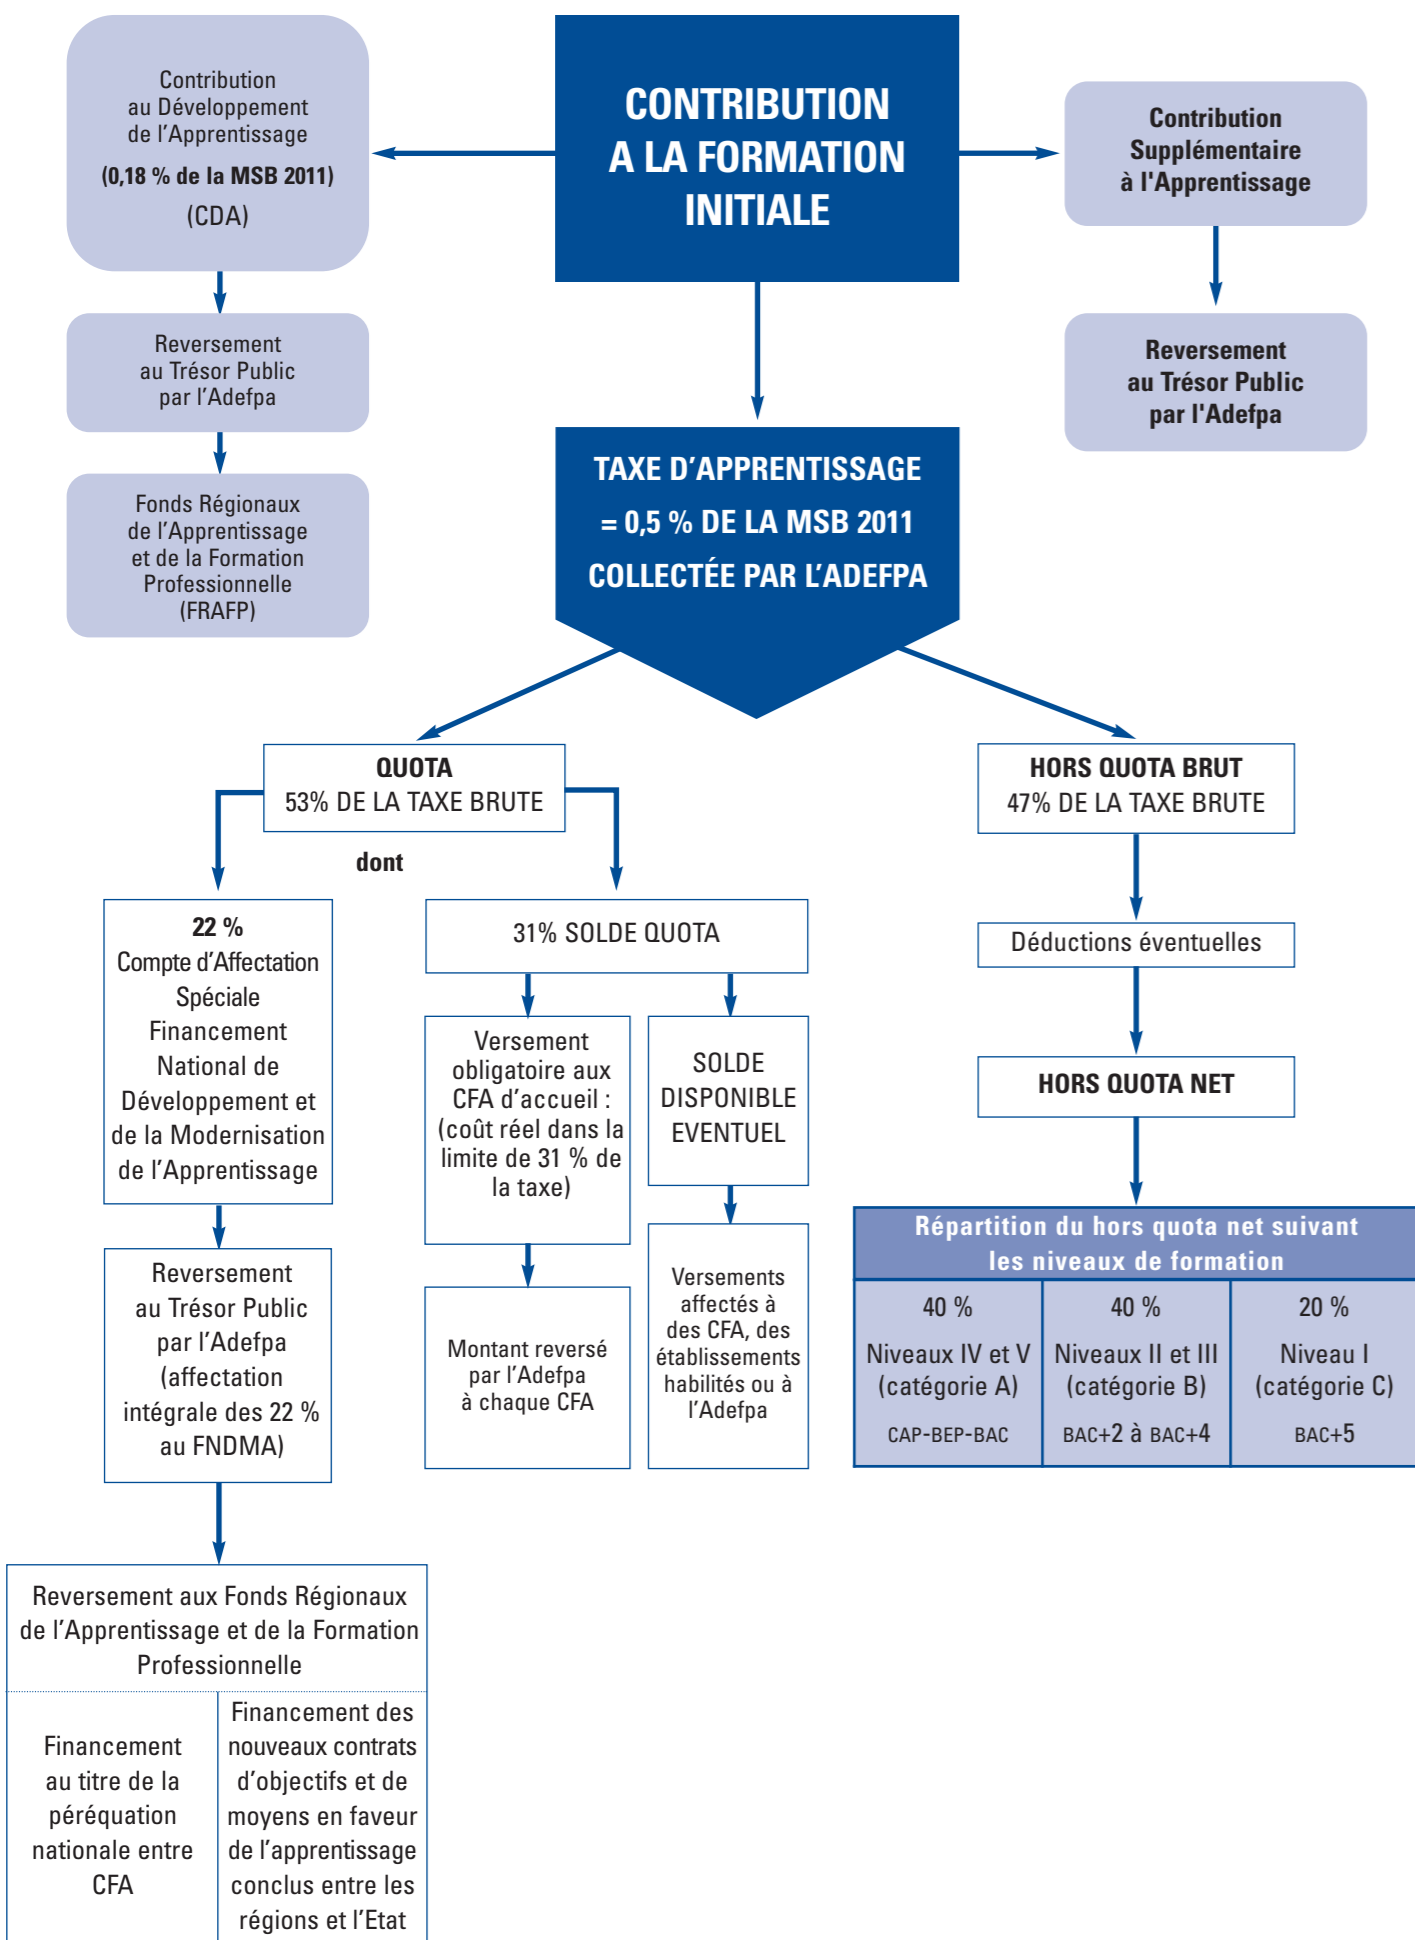 Contribution
au Développement
de l'Apprentissage
(0,18 % de la MSB 2011)
(CDA)
CONTRIBUTION
A LA FORMATION
INITIALE
Contribution
Supplémentaire
à l'Apprentissage
Reversement
au Trésor Public
par l'Adefpa
Reversement
au Trésor Public
par l'Adefpa
Fonds Régionaux
de l'Apprentissage
et de la Formation
Professionnelle
(FRAFP)
TAXE D'APPRENTISSAGE
= 0,5 % DE LA MSB 2011
COLLECTÉE PAR L'ADEFPA
QUOTA
53% DE LA TAXE BRUTE
dont
HORS QUOTA BRUT
47% DE LA TAXE BRUTE
22 %
Compte d'Affectation
Spéciale
Financement
National de
Développement et
de la Modernisation
de l'Apprentissage
31% SOLDE QUOTA
Déductions éventuelles
Versement
obligatoire aux
CFA d'accueil :
(coût réel dans la
limite de 31 % de
la taxe)
SOLDE
DISPONIBLE
EVENTUEL
HORS QUOTA NET
Reversement
au Trésor Public
par l'Adefpa
(affectation
intégrale des 22 %
au FNDMA)
Montant reversé
par l'Adefpa
à chaque CFA
Versements
affectés à
des CFA, des
établissements
habilités ou à
l'Adefpa
Répartition du hors quota net suivant
les niveaux de formation
40 %
Niveaux IV et V
(catégorie A)
CAP-BEP-BAC
40 %
Niveaux II et III
(catégorie B)
BAC+2 à BAC+4
20 %
Niveau I
(catégorie C)
BAC+5
Reversement aux Fonds Régionaux
de l'Apprentissage et de la Formation
Professionnelle
Financement
au titre de la
péréquation
nationale entre
CFA
Financement des
nouveaux contrats
d'objectifs et de
moyens en faveur
de l'apprentissage
conclus entre les
régions et l'Etat